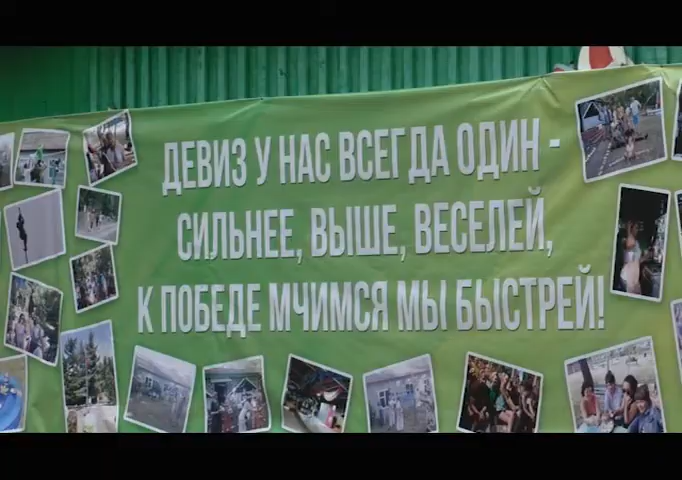 ДЕВИЗ У НАС ВСЕГДА ОДИН -
СИЛЬНЕЕ, ВЫШЕ, ВЕСЕЛЕЙ,
К ПОБЕДЕ МЧИМСЯ МЫ БЫСТРЕЙ!